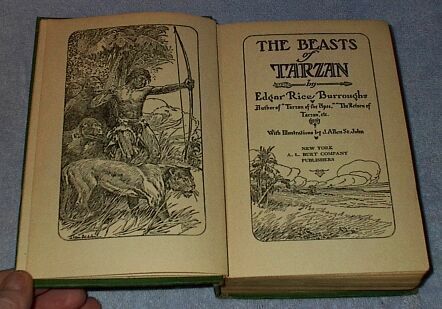 THE BEASTS
of
TARZAN
by
Edgar Rice Burroughs
Author of "Tarzan of the Apes," "The Return of
Tarzan," etc.
With Illustrations by J. Allen St. John
NEW YORK
A. L. BURT COMPANY
PUBLISHERS